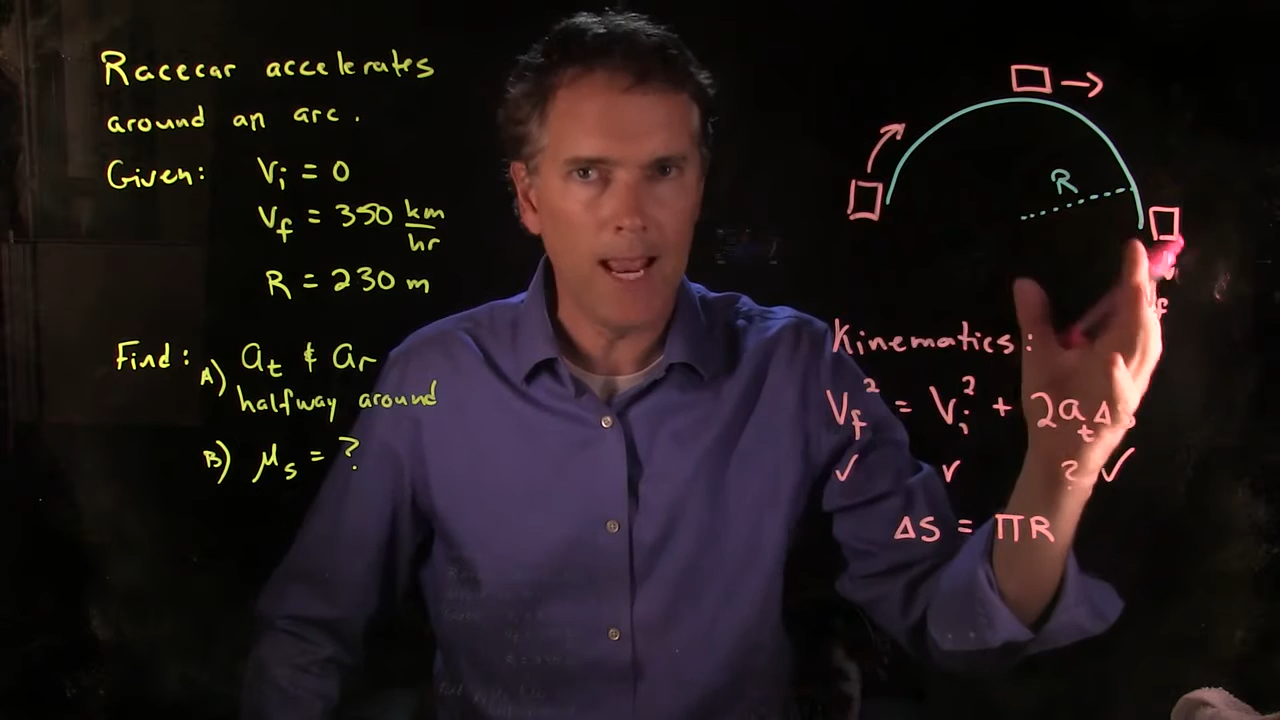 Racecar accelerates
around an arc.
Given: Vi = 0
Vf = 350 km/hr
R = 230 m
Find: A) at & ar
halfway around
B) μs = ?
R
f
Kinematics:
Vf² = Vi² + 2atΔs
✓ ✓ ? ✓
ΔS = πR